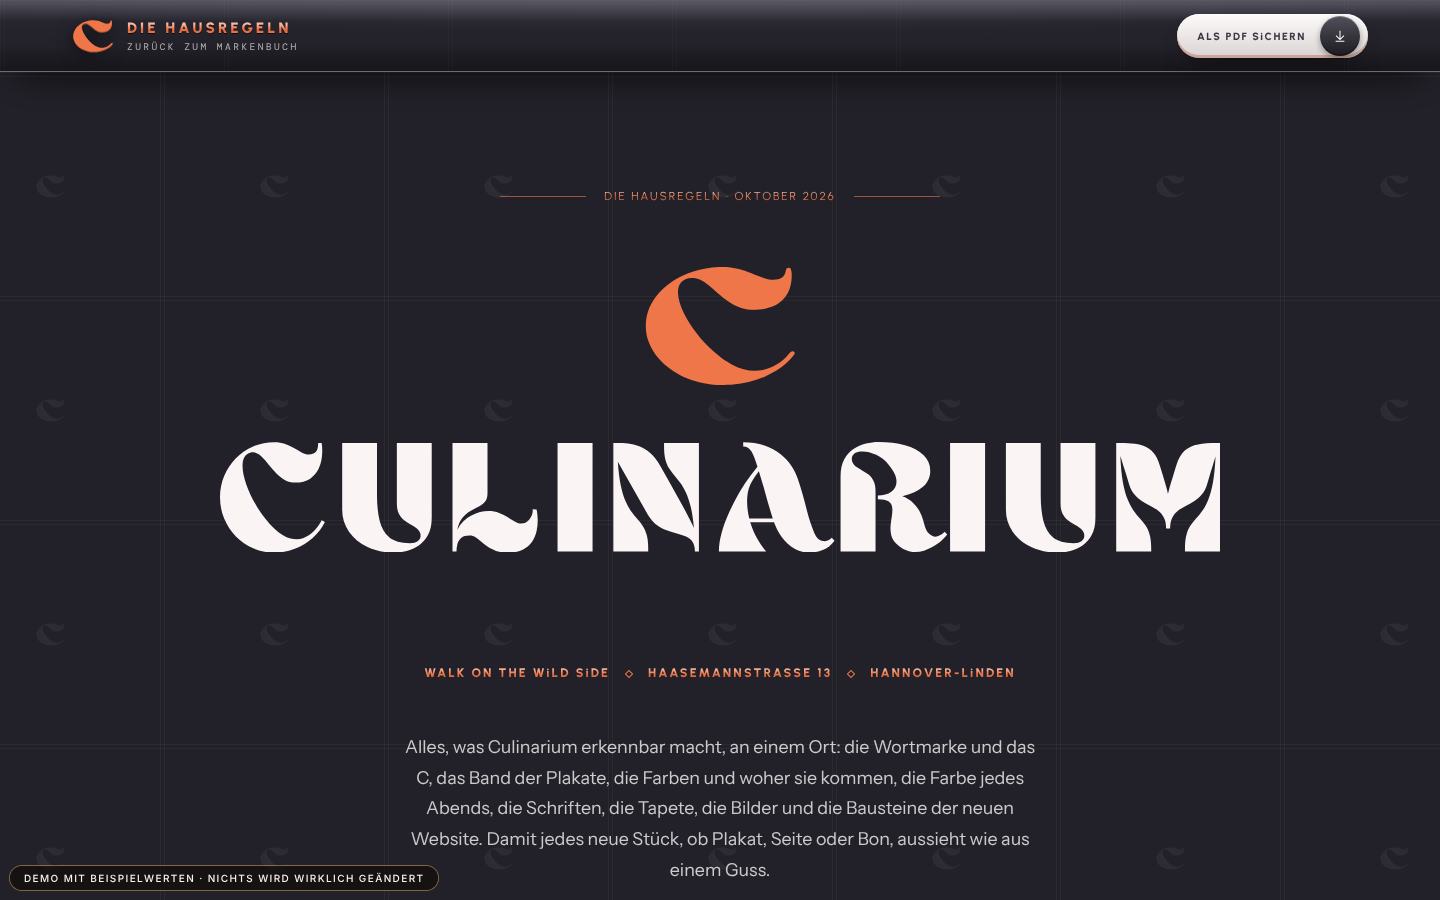 DIE HAUSREGELN
ZURÜCK ZUM MARKENBUCH
ALS PDF SiCHERN
DIE HAUSREGELN · OKTOBER 2026
C
CULINARIUM
WALK ON THE WiLD SiDE ◇ HAASEMANNSTRASSE 13 ◇ HANNOVER-LiNDEN
Alles, was Culinarium erkennbar macht, an einem Ort: die Wortmarke und das
C, das Band der Plakate, die Farben und woher sie kommen, die Farbe jedes
Abends, die Schriften, die Tapete, die Bilder und die Bausteine der neuen
Website. Damit jedes neue Stück, ob Plakat, Seite oder Bon, aussieht wie aus
einem Guss.
DEMO MIT BEISPIELWERTEN · NICHTS WIRD WIRKLICH GEÄNDERT